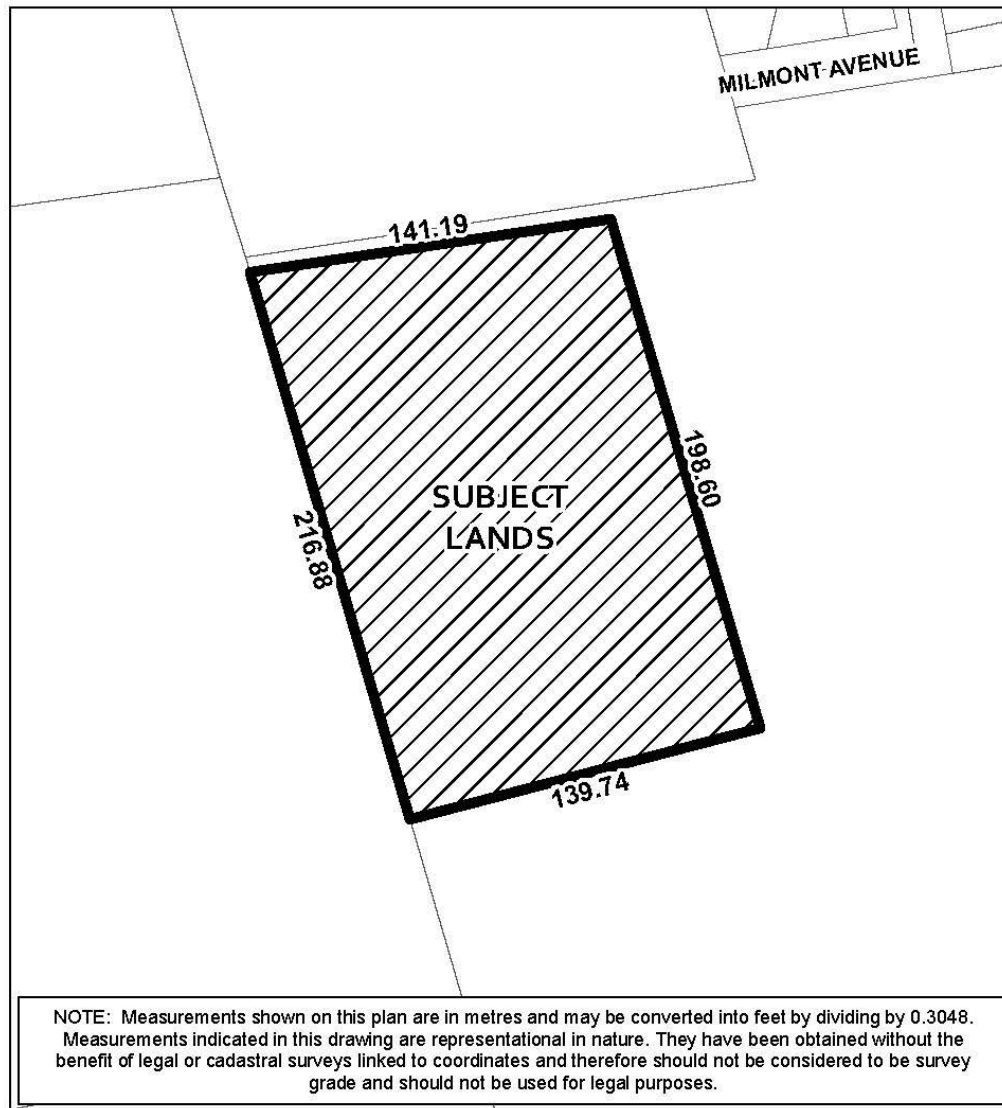 MILMONT AVENUE
141.19
198.60
SUBJECT
LANDS
216.88
139.74
NOTE: Measurements shown on this plan are in metres and may be converted into feet by dividing by 0.3048.
Measurements indicated in this drawing are representational in nature. They have been obtained without the
benefit of legal or cadastral surveys linked to coordinates and therefore should not be considered to be survey
grade and should not be used for legal purposes.